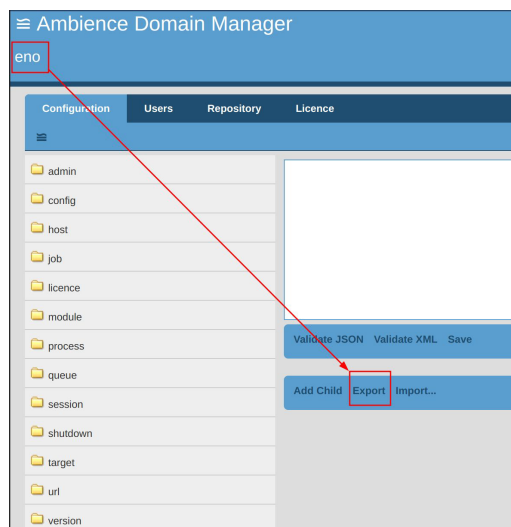 ≌ Ambience Domain Manager
eno
Configuration Users Repository Licence
≌
admin
config
host
job
licence
module
process
queue
session
shutdown
target
url
version
Validate JSON Validate XML Save
Add Child Export Import...